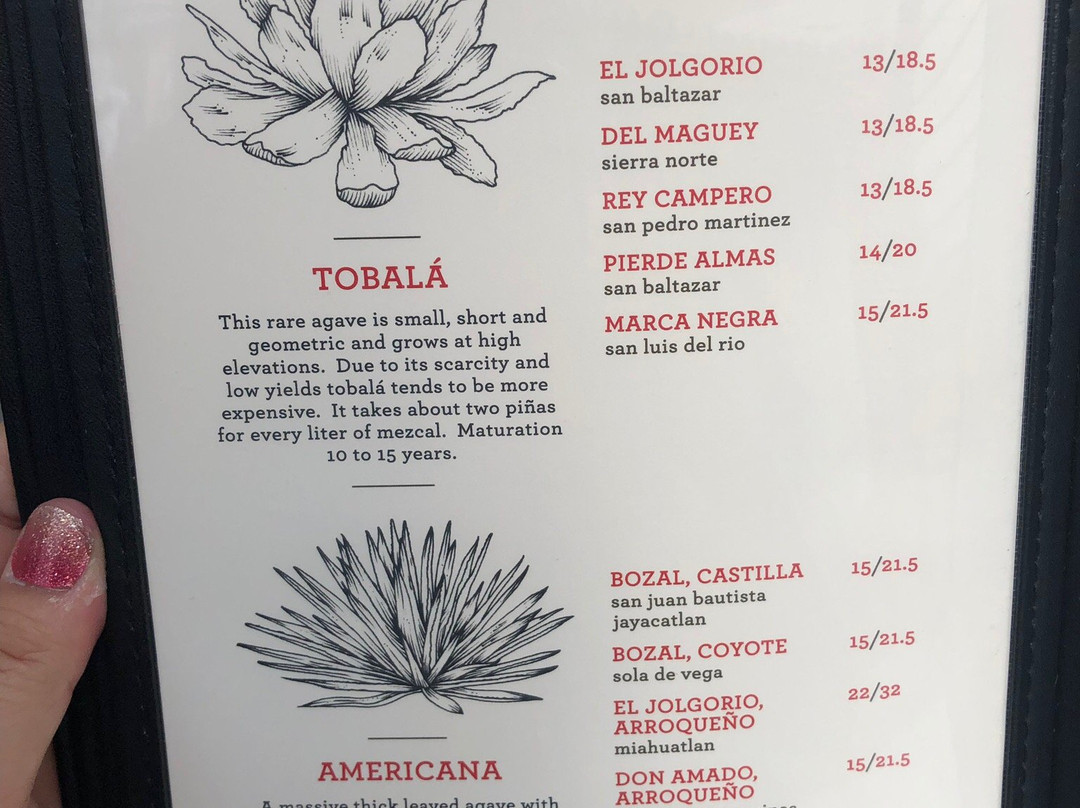 EL JOLGORIO 13/18.5
san baltazar
DEL MAGUEY 13/18.5
sierra norte
REY CAMPERO 13/18.5
san pedro martinez
PIERDE ALMAS 14/20
san baltazar
MARCA NEGRA 15/21.5
san luis del rio
TOBALÁ
This rare agave is small, short and
geometric and grows at high
elevations. Due to its scarcity and
low yields tobalá tends to be more
expensive. It takes about two piñas
for every liter of mezcal. Maturation
10 to 15 years.
BOZAL, CASTILLA 15/21.5
san juan bautista
jayacatlan
BOZAL, COYOTE 15/21.5
sola de vega
EL JOLGORIO, 22/32
ARROQUEÑO
miahuatlan
DON AMADO, 15/21.5
ARROQUEÑO
AMERICANA
A massive thick leaved agave with